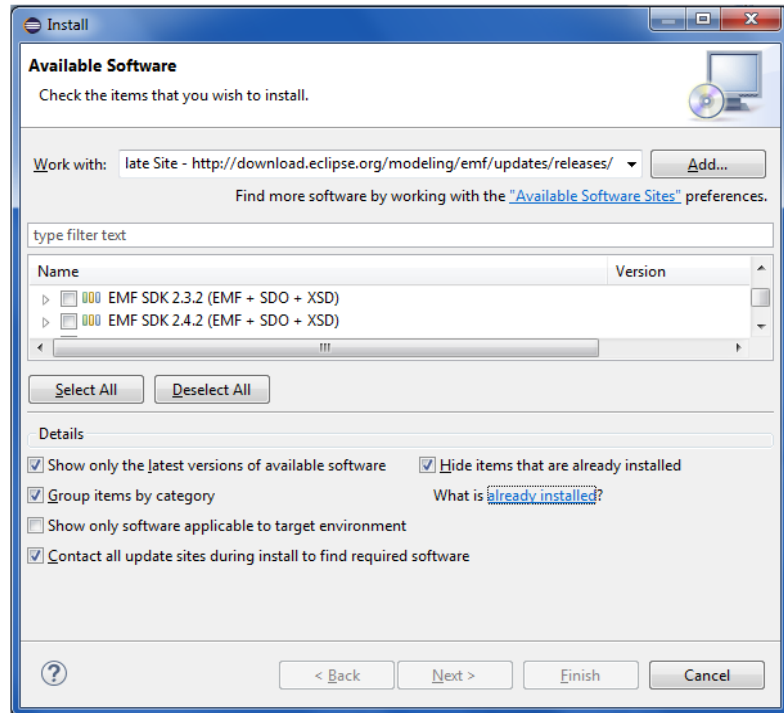 Install
Available Software
Check the items that you wish to install.
Work with: late Site - http://download.eclipse.org/modeling/emf/updates/releases/ Add...
Find more software by working with the "Available Software Sites" preferences.
type filter text
Name Version
EMF SDK 2.3.2 (EMF + SDO + XSD)
EMF SDK 2.4.2 (EMF + SDO + XSD)
Select All Deselect All
Details
Show only the latest versions of available software Hide items that are already installed
Group items by category What is already installed?
Show only software applicable to target environment
Contact all update sites during install to find required software
? < Back Next > Finish Cancel